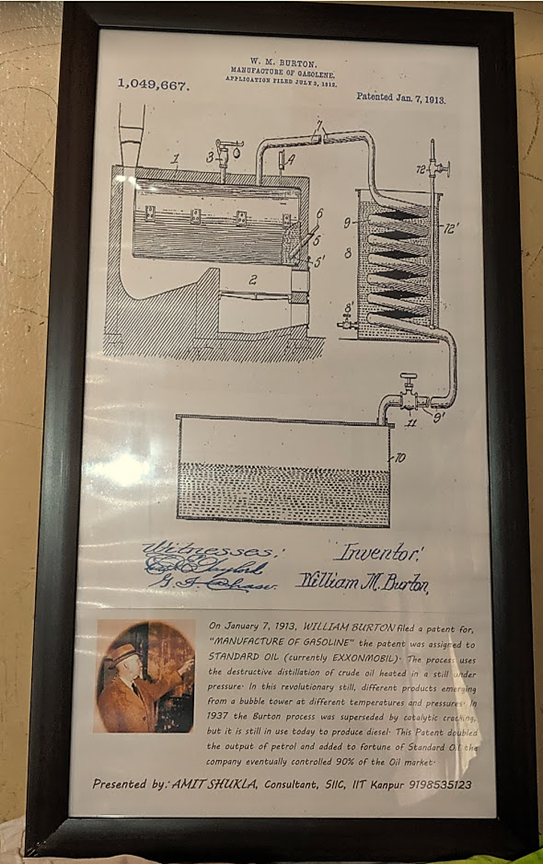 W. M. BURTON.
MANUFACTURE OF GASOLENE.
APPLICATION FILED JULY 3, 1912.
1,049,667.
Patented Jan. 7, 1913.
7
1
3
4
12
6
9
12'
5
8
5'
2
8'
11
9'
10
Witnesses:
Inventor:
William M. Burton,
On January 7, 1913, WILLIAM BURTON filed a patent for,
"MANUFACTURE OF GASOLINE" the patent was assigned to
STANDARD OIL (currently EXXONMOBIL). The process uses
the destructive distillation of crude oil heated in a still under
pressure. In this revolutionary still, different products emerging
from a bubble tower at different temperatures and pressures. In
1937 the Burton process was superseded by catalytic cracking,
but it is still in use today to produce diesel. This Patent doubled
the output of petrol and added to fortune of Standard Oil the
company eventually controlled 90% of the Oil market.
Presented by: AMIT SHUKLA, Consultant, SIIC, IIT Kanpur 9198535123